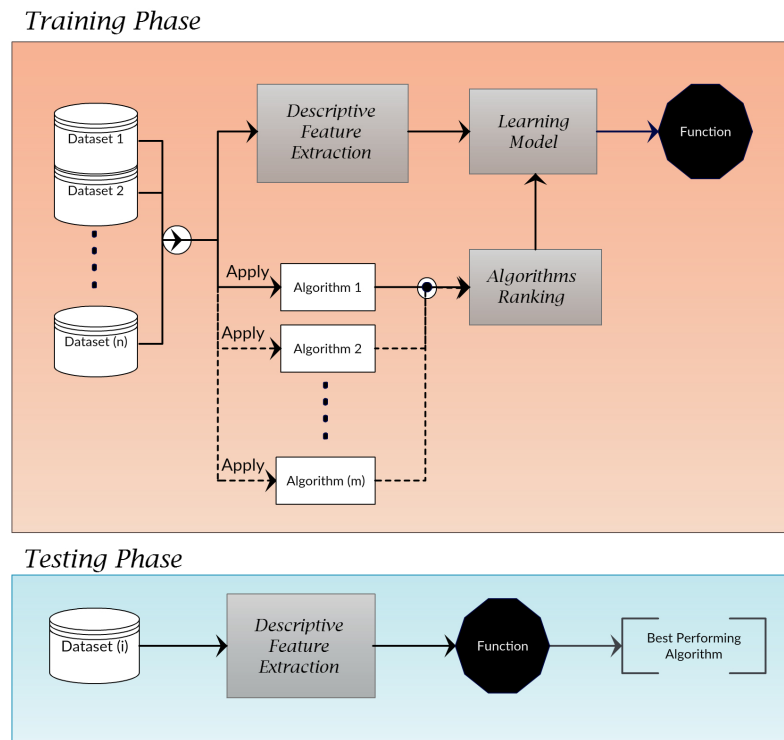 Training Phase
Descriptive
Feature
Extraction
Learning
Model
Function
Dataset 1
Dataset 2
Dataset (n)
Apply
Algorithm 1
Apply
Algorithm 2
Apply
Algorithm (m)
Algorithms
Ranking
Testing Phase
Dataset (i)
Descriptive
Feature
Extraction
Function
Best Performing
Algorithm